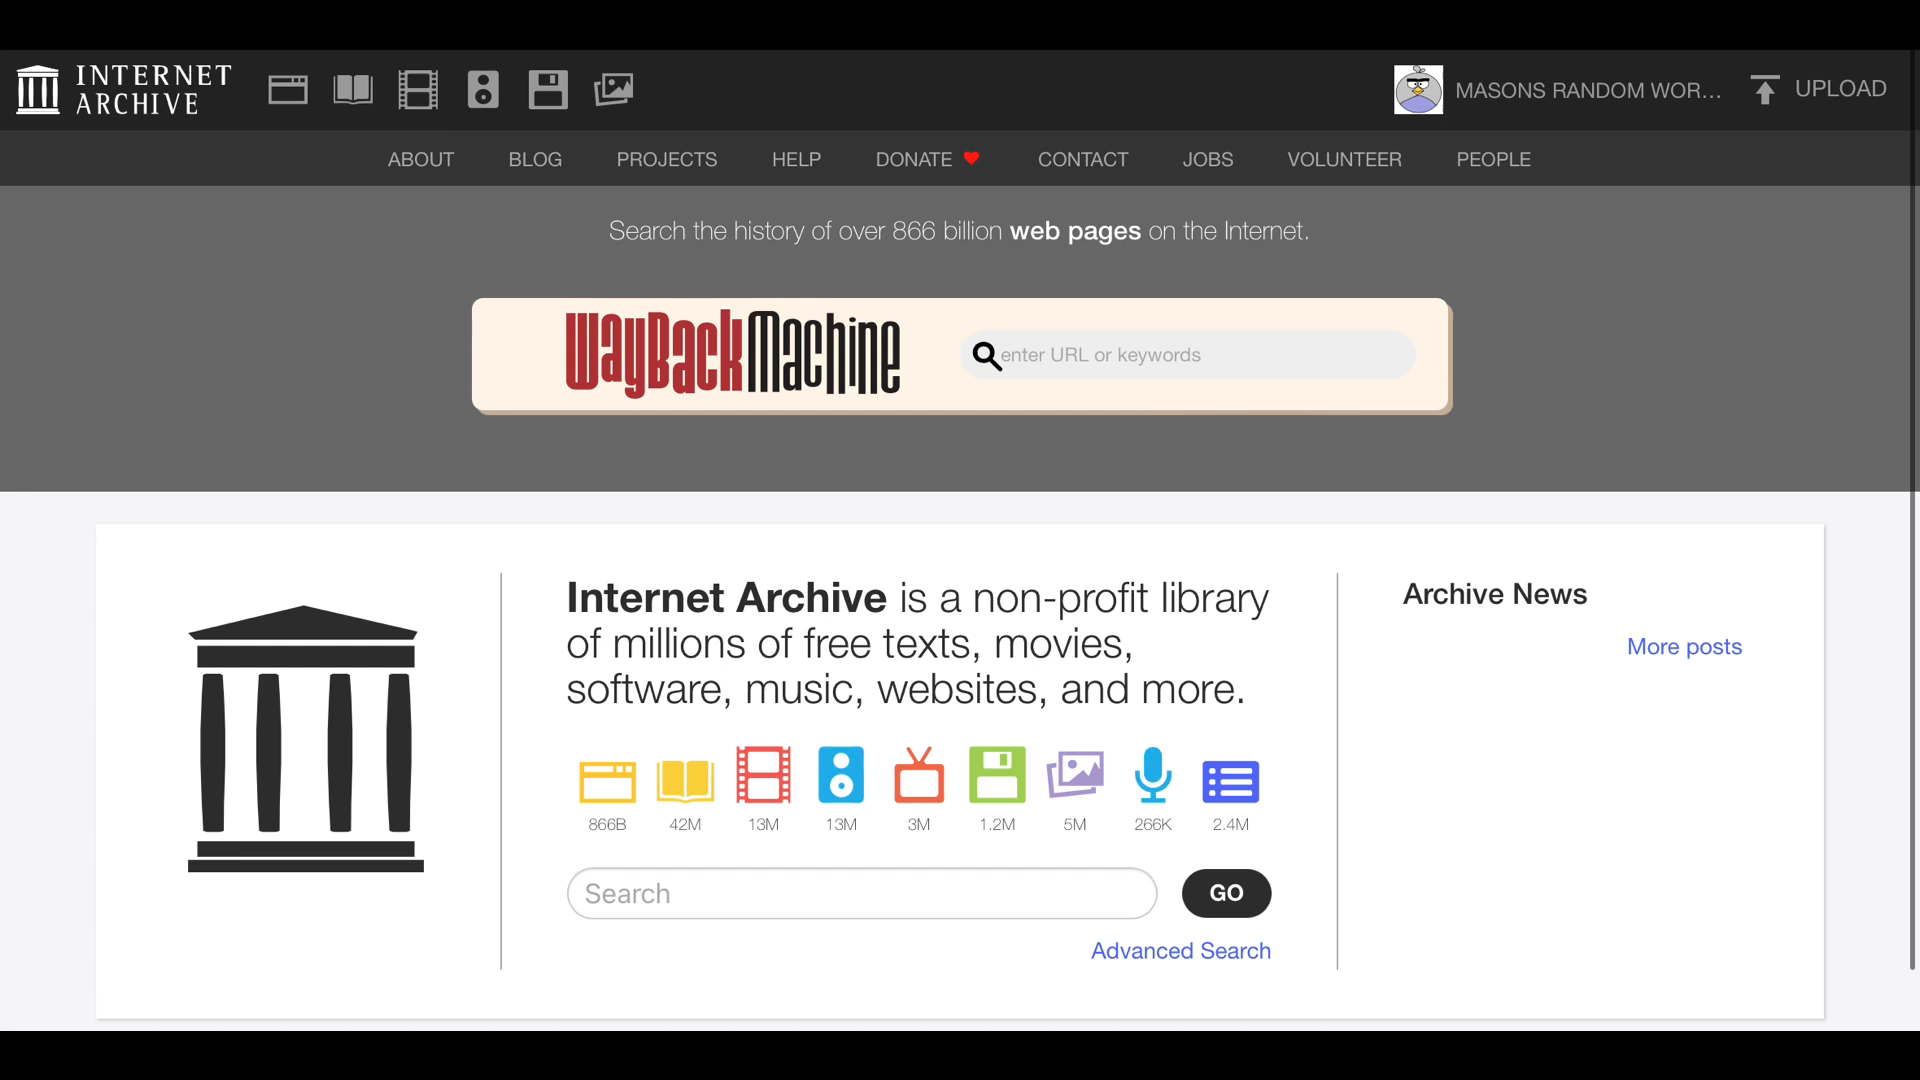 INTERNET
ARCHIVE
MASONS RANDOM WOR...
UPLOAD
ABOUT
BLOG
PROJECTS
HELP
DONATE
CONTACT
JOBS
VOLUNTEER
PEOPLE
Search the history of over 866 billion web pages on the Internet.
WayBackMachine
enter URL or keywords
Internet Archive is a non-profit library
of millions of free texts, movies,
software, music, websites, and more.
866B
42M
13M
13M
3M
1.2M
5M
266K
2.4M
Search
GO
Advanced Search
Archive News
More posts